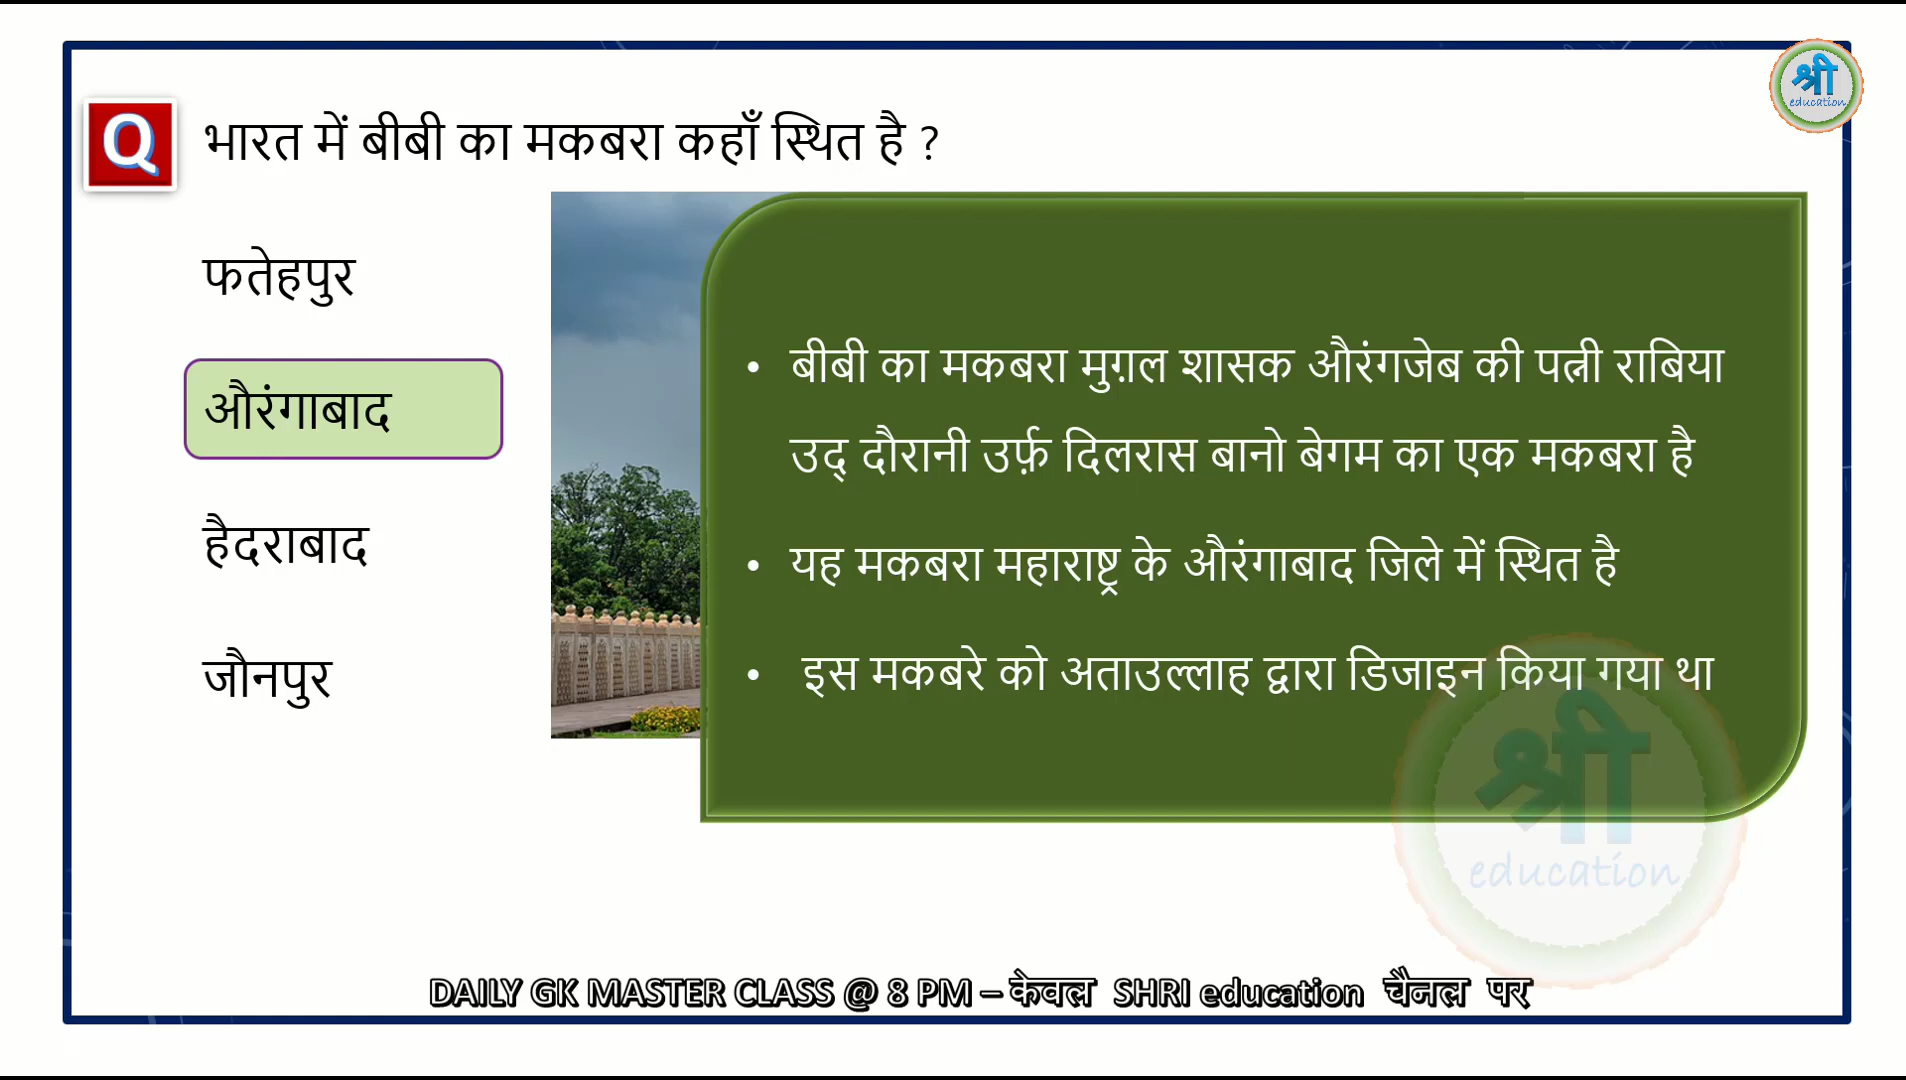 श्री
education
Q भारत में बीबी का मकबरा कहाँ स्थित है ?
फतेहपुर
औरंगाबाद
हैदराबाद
जौनपुर
• बीबी का मकबरा मुग़ल शासक औरंगजेब की पत्नी राबिया
उद् दौरानी उर्फ़ दिलरास बानो बेगम का एक मकबरा है
• यह मकबरा महाराष्ट्र के औरंगाबाद जिले में स्थित है
• इस मकबरे को अताउल्लाह द्वारा डिजाइन किया गया था
श्री
education
DAILY GK MASTER CLASS @ 8 PM – केवल SHRI education चैनल पर